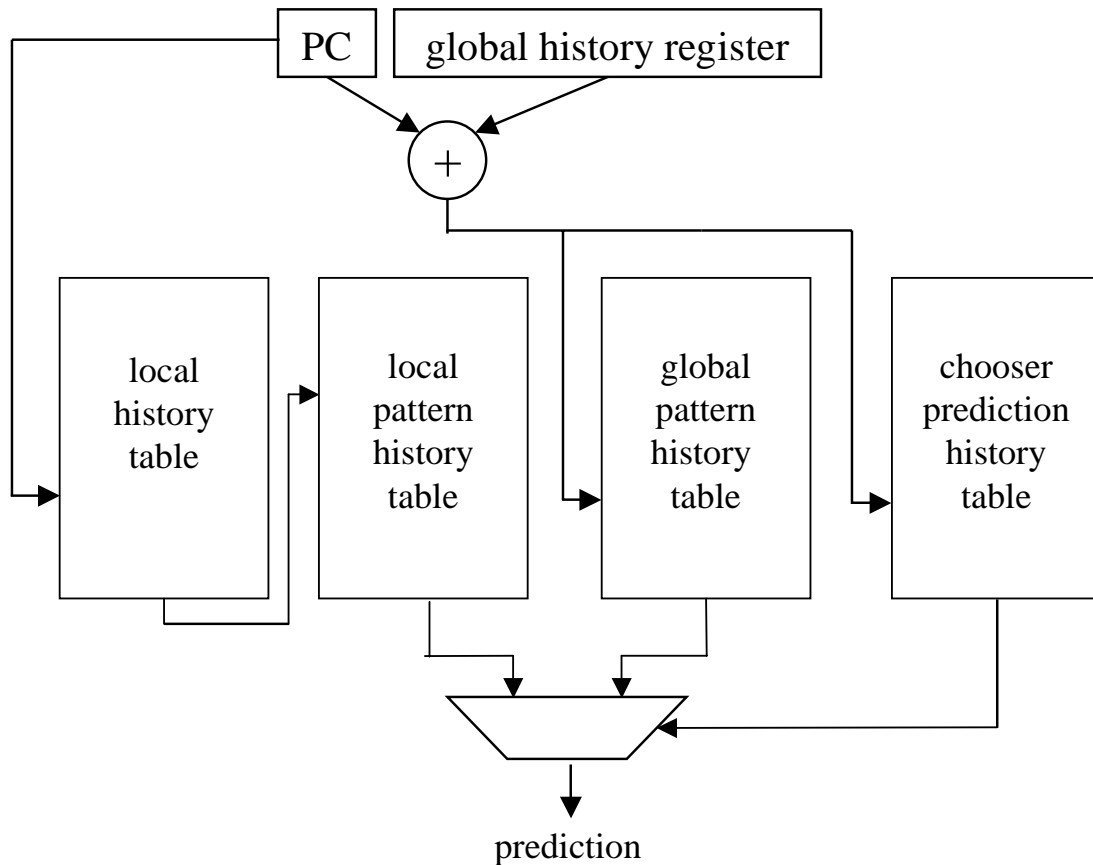 PC
global history register
+
local
history
table
local
pattern
history
table
global
pattern
history
table
chooser
prediction
history
table
prediction